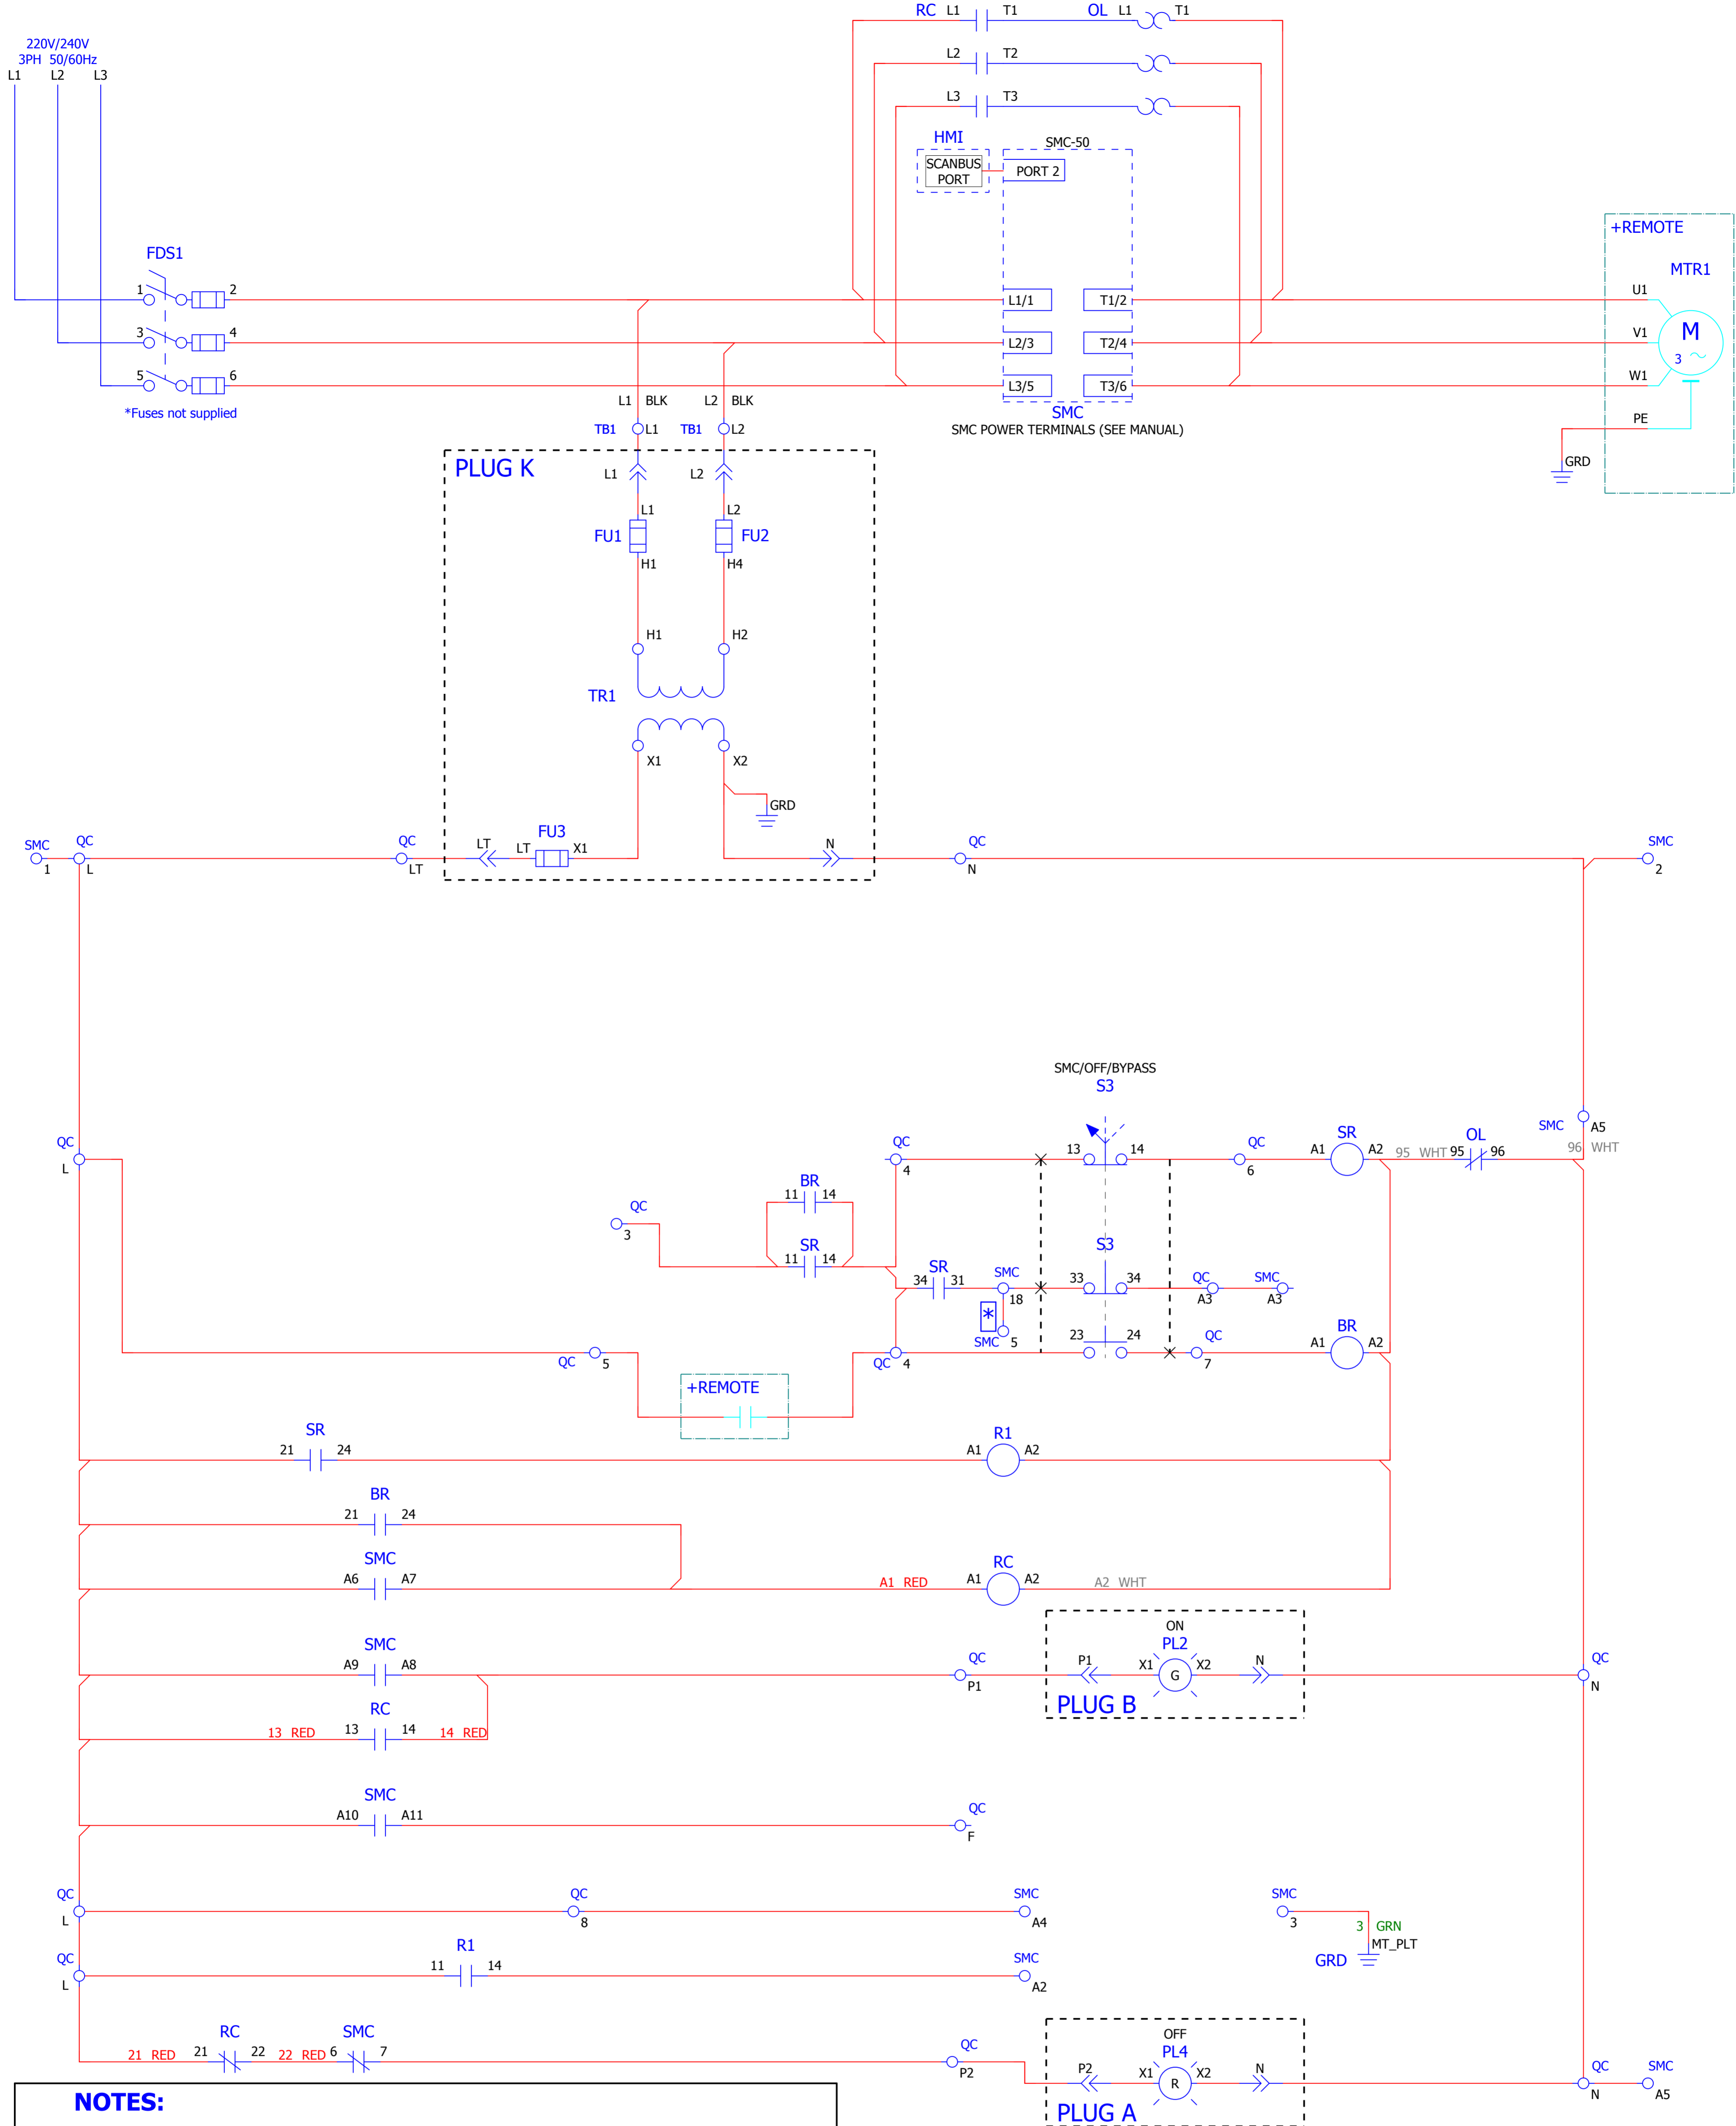 RC L1 T1 OL L1 T1
220V/240V
3PH 50/60Hz
L1 L2 L3
L2 T2
L3 T3
HMI
SMC-50
SCANBUS
PORT
PORT 2
+REMOTE
MTR1
FDS1
1 2
L1/1 T1/2
U1
3 4
L2/3 T2/4
V1
M
3
5 6
L3/5 T3/6
W1
*Fuses not supplied
L1 BLK L2 BLK
SMC
SMC POWER TERMINALS (SEE MANUAL)
PE
GRD
TB1 L1 TB1 L2
PLUG K
L1 L2
L1 L2
FU1 FU2
H1 H4
H1 H2
TR1
X1 X2
GRD
SMC QC QC FU3 QC SMC
LT LT X1 N
1 L LT N 2
SMC/OFF/BYPASS
S3
SMC A5
QC QC 13 14 QC SR OL 96 WHT
A1 A2 95 WHT 95 96
L 4 6
BR
11 14
QC
3
SR
11 14
S3
SR
34 31 SMC 33 34 QC SMC
18 A3 A3
*
SMC 5
23 24 QC BR
A1 A2
QC 5 QC 4 7
+REMOTE
SR
21 24
R1
A1 A2
BR
21 24
SMC
A6 A7
RC
A1 RED A1 A2 A2 WHT
ON
PL2
SMC
A9 A8
QC
P1
P1 X1 G X2 N
QC
N
PLUG B
RC
13 RED 13 14 14 RED
SMC
A10 A11
QC
F
QC QC SMC SMC
L 8 A4 3
3 GRN
MT_PLT
GRD
QC R1 SMC
11 14
L A2
RC SMC
21 RED 21 22 22 RED 6 7
QC
P2
OFF
PL4
P2 X1 R X2 N
QC SMC
N A5
PLUG A
NOTES: